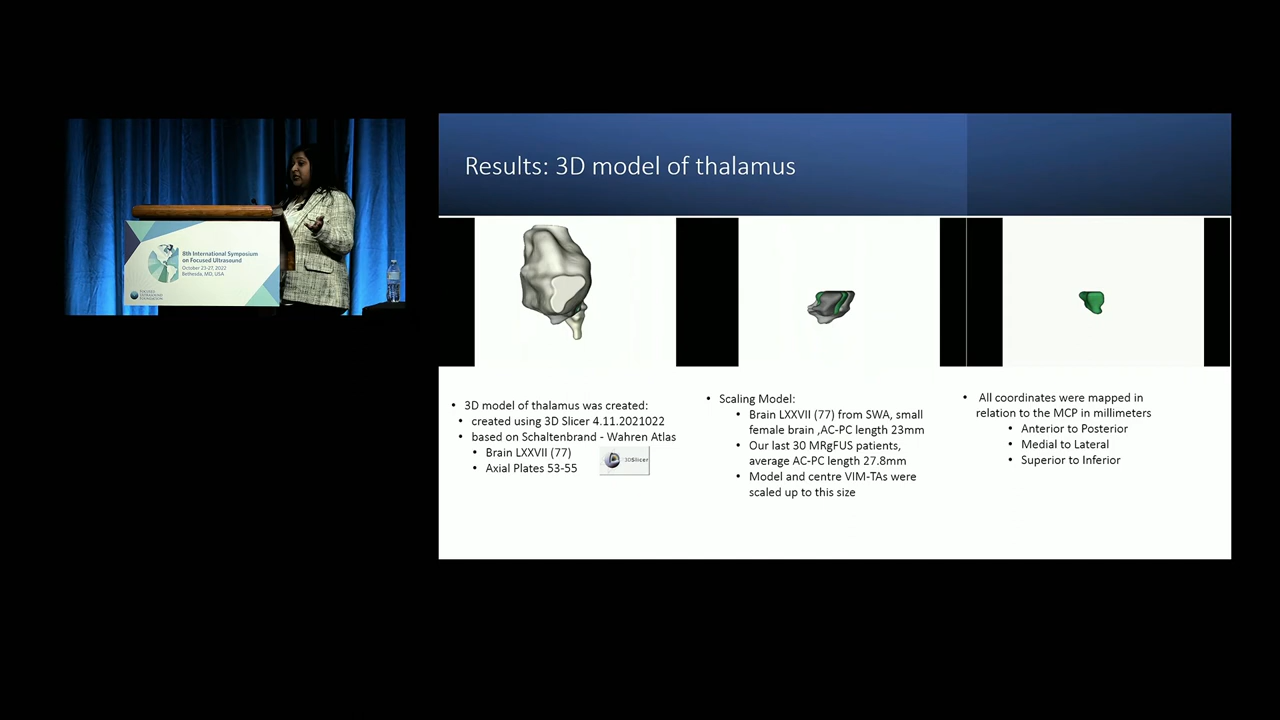 8th International Symposium
on Focused Ultrasound
October 23-27, 2022
Bethesda, MD, USA
FOCUSED
ULTRASOUND
FOUNDATION
Results: 3D model of thalamus
• 3D model of thalamus was created:
• created using 3D Slicer 4.11.2021022
• based on Schaltenbrand - Wahren Atlas
• Brain LXXVII (77)
• Axial Plates 53-55
3DSlicer
• Scaling Model:
• Brain LXXVII (77) from SWA, small
female brain ,AC-PC length 23mm
• Our last 30 MRgFUS patients,
average AC-PC length 27.8mm
• Model and centre VIM-TAs were
scaled up to this size
• All coordinates were mapped in
relation to the MCP in millimeters
• Anterior to Posterior
• Medial to Lateral
• Superior to Inferior